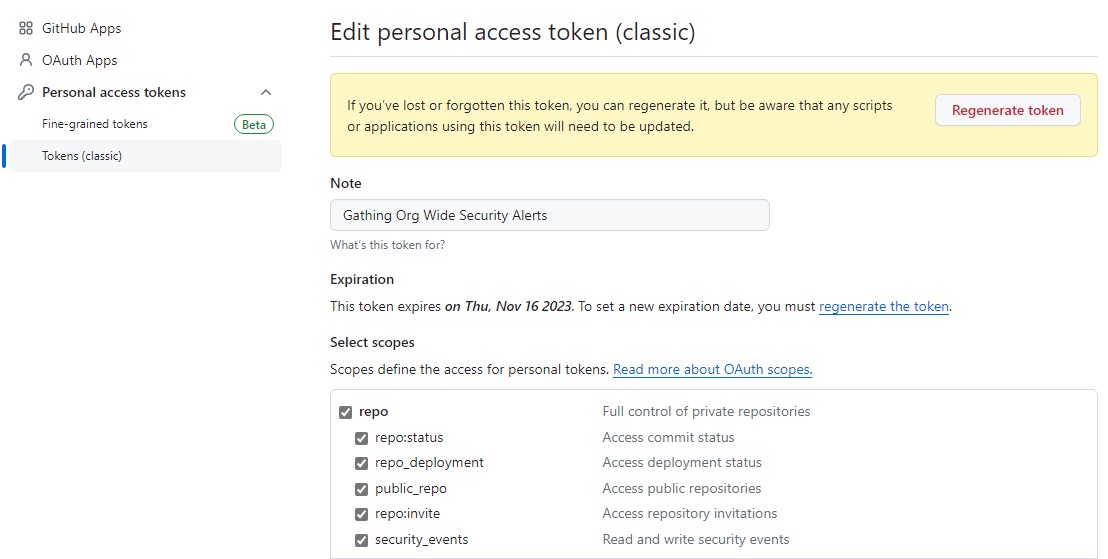 GitHub Apps
OAuth Apps
Personal access tokens
Fine-grained tokens
Beta
Tokens (classic)
Edit personal access token (classic)
If you've lost or forgotten this token, you can regenerate it, but be aware that any scripts
or applications using this token will need to be updated.
Regenerate token
Note
Gathing Org Wide Security Alerts
What's this token for?
Expiration
This token expires on Thu, Nov 16 2023. To set a new expiration date, you must regenerate the token.
Select scopes
Scopes define the access for personal tokens. Read more about OAuth scopes.
repo Full control of private repositories
repo:status Access commit status
repo_deployment Access deployment status
public_repo Access public repositories
repo:invite Access repository invitations
security_events Read and write security events